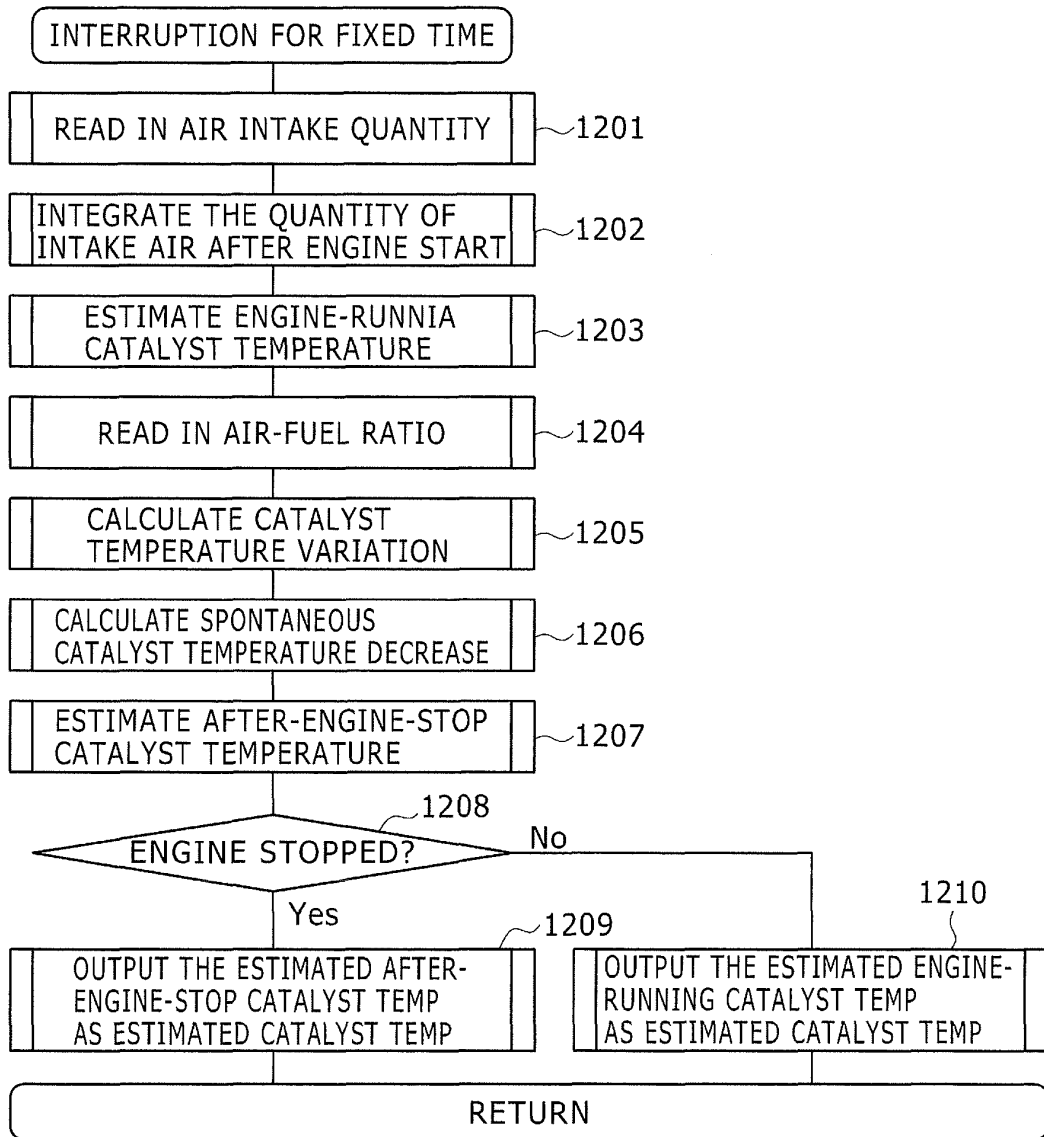 INTERRUPTION FOR FIXED TIME
READ IN AIR INTAKE QUANTITY
1201
INTEGRATE THE QUANTITY OF
INTAKE AIR AFTER ENGINE START
1202
ESTIMATE ENGINE-RUNNIA
CATALYST TEMPERATURE
1203
READ IN AIR-FUEL RATIO
1204
CALCULATE CATALYST
TEMPERATURE VARIATION
1205
CALCULATE SPONTANEOUS
CATALYST TEMPERATURE DECREASE
1206
ESTIMATE AFTER-ENGINE-STOP
CATALYST TEMPERATURE
1207
1208
ENGINE STOPPED?
No
Yes
1209
OUTPUT THE ESTIMATED AFTER-
ENGINE-STOP CATALYST TEMP
AS ESTIMATED CATALYST TEMP
1210
OUTPUT THE ESTIMATED ENGINE-
RUNNING CATALYST TEMP
AS ESTIMATED CATALYST TEMP
RETURN